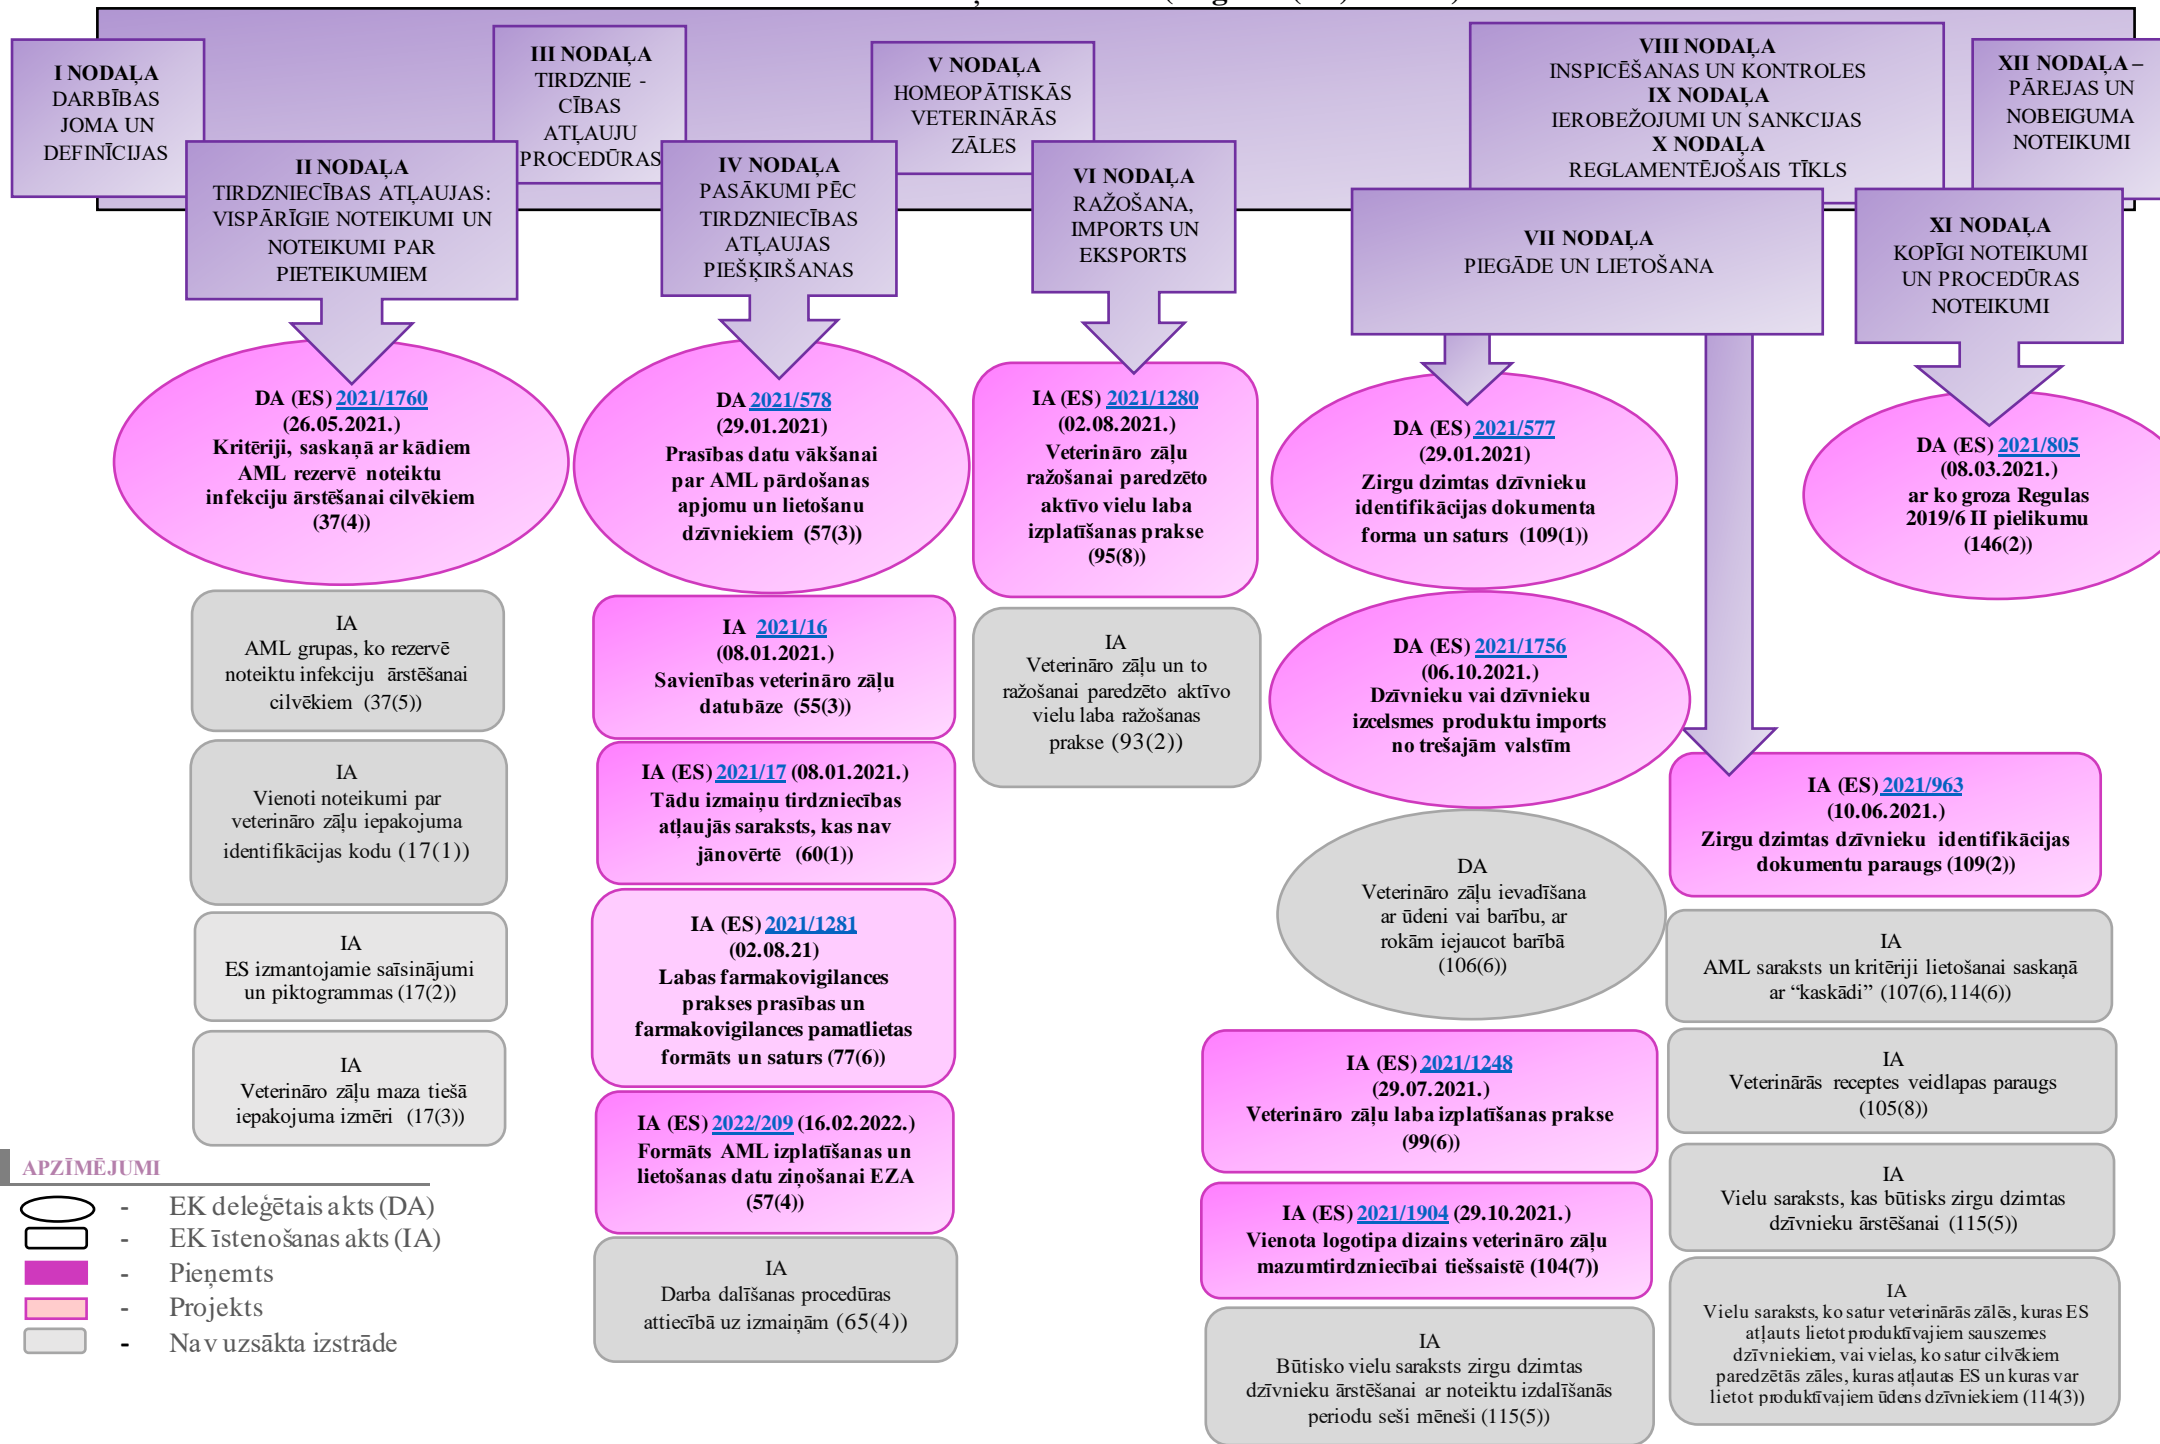 I NODAĻA
DARBĪBAS
JOMA UN
DEFINĪCIJAS
II NODAĻA
TIRDZNIECĪBAS ATĻAUJAS:
VISPĀRĪGIE NOTEIKUMI UN
NOTEIKUMI PAR
PIETEIKUMIEM
III NODAĻA
TIRDZNIE -
CĪBAS
ATĻAUJU
PROCEDŪRAS
IV NODAĻA
PASĀKUMI PĒC
TIRDZNIECĪBAS
ATĻAUJAS
PIEŠĶIRŠANAS
V NODAĻA
HOMEOPĀTISKĀS
VETERINĀRĀS
ZĀLES
VI NODAĻA
RAŽOŠANA,
IMPORTS UN
EKSPORTS
VII NODAĻA
PIEGĀDE UN LIETOŠANA
VIII NODAĻA
INSPICĒŠANAS UN KONTROLES
IX NODAĻA
IEROBEŽOJUMI UN SANKCIJAS
X NODAĻA
REGLAMENTĒJOŠAIS TĪKLS
XI NODAĻA
KOPĪGI NOTEIKUMI
UN PROCEDŪRAS
NOTEIKUMI
XII NODAĻA –
PĀREJAS UN
NOBEIGUMA
NOTEIKUMI
DA (ES) 2021/1760
(26.05.2021.)
Kritēriji, saskaņā ar kādiem
AML rezervē noteiktu
infekciju ārstēšanai cilvēkiem
(37(4))
IA
AML grupas, ko rezervē
noteiktu infekciju ārstēšanai
cilvēkiem (37(5))
IA
Vienoti noteikumi par
veterināro zāļu iepakojuma
identifikācijas kodu (17(1))
IA
ES izmantojamie saīsinājumi
un piktogrammas (17(2))
IA
Veterināro zāļu maza tiešā
iepakojuma izmēri (17(3))
DA 2021/578
(29.01.2021)
Prasības datu vākšanai
par AML pārdošanas
apjomu un lietošanu
dzīvniekiem (57(3))
IA 2021/16
(08.01.2021.)
Savienības veterināro zāļu
datubāze (55(3))
IA (ES) 2021/17 (08.01.2021.)
Tādu izmaiņu tirdzniecības
atļaujās saraksts, kas nav
jānovērtē (60(1))
IA (ES) 2021/1281
(02.08.21)
Labas farmakovigilances
prakses prasības un
farmakovigilances pamatlietas
formāts un saturs (77(6))
IA (ES) 2022/209 (16.02.2022.)
Formāts AML izplatīšanas un
lietošanas datu ziņošanai EZA
(57(4))
IA
Darba dalīšanas procedūras
attiecībā uz izmaiņām (65(4))
IA (ES) 2021/1280
(02.08.2021.)
Veterināro zāļu
ražošanai paredzēto
aktīvo vielu laba
izplatīšanas prakse
(95(8))
IA
Veterināro zāļu un to
ražošanai paredzēto aktīvo
vielu laba ražošanas
prakse (93(2))
DA (ES) 2021/577
(29.01.2021)
Zirgu dzimtas dzīvnieku
identifikācijas dokumenta
forma un saturs (109(1))
DA (ES) 2021/1756
(06.10.2021.)
Dzīvnieku vai dzīvnieku
izcelsmes produktu imports
no trešajām valstīm
DA
Veterināro zāļu ievadīšana
ar ūdeni vai barību, ar
rokām iejaucot barībā
(106(6))
IA (ES) 2021/1248
(29.07.2021.)
Veterināro zāļu laba izplatīšanas prakse
(99(6))
IA (ES) 2021/1904 (29.10.2021.)
Vienota logotipa dizains veterināro zāļu
mazumtirdzniecībai tiešsaistē (104(7))
IA
Būtisko vielu saraksts zirgu dzimtas
dzīvnieku ārstēšanai ar noteiktu izdalīšanās
periodu seši mēneši (115(5))
DA (ES) 2021/805
(08.03.2021.)
ar ko groza Regulas
2019/6 II pielikumu
(146(2))
IA (ES) 2021/963
(10.06.2021.)
Zirgu dzimtas dzīvnieku identifikācijas
dokumentu paraugs (109(2))
IA
AML saraksts un kritēriji lietošanai saskaņā
ar “kaskādi” (107(6),114(6))
IA
Veterinārās receptes veidlapas paraugs
(105(8))
IA
Vielu saraksts, kas būtisks zirgu dzimtas
dzīvnieku ārstēšanai (115(5))
IA
Vielu saraksts, ko satur veterinārās zālēs, kuras ES
atļauts lietot produktīvajiem sauszemes
dzīvniekiem, vai vielas, ko satur cilvēkiem
paredzētās zāles, kuras atļautas ES un kuras var
lietot produktīvajiem ūdens dzīvniekiem (114(3))
APZĪMĒJUMI
- EK deleģētais akts (DA)
- EK īstenošanas akts (IA)
- Pieņemts
- Projekts
- Nav uzsākta izstrāde